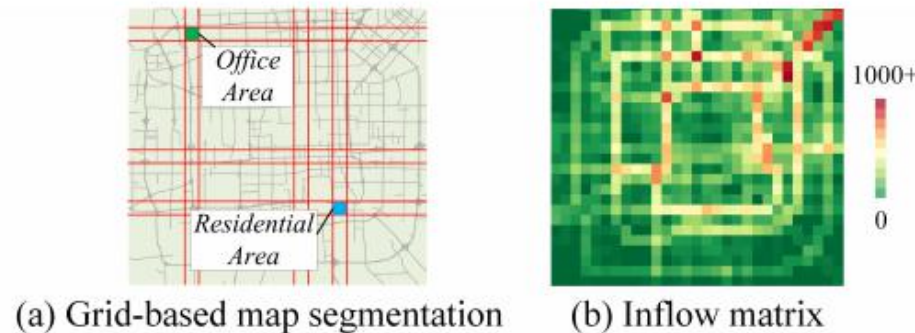 Office
Area
Residential
Area
1000+
0
(a) Grid-based map segmentation
(b) Inflow matrix